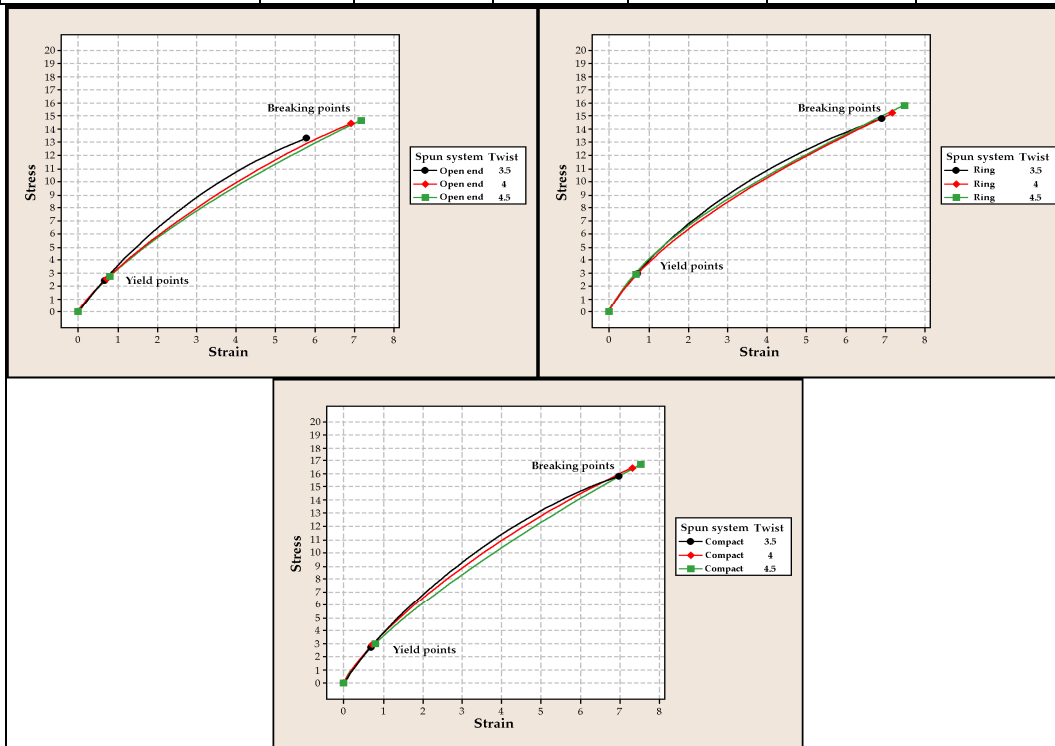 20
19
18
17
16
15
14
13
12
11
10
9
8
7
6
5
4
3
2
1
0
Stress
Breaking points
Yield points
0 1 2 3 4 5 6 7 8
Strain
Spun system Twist
Open end 3.5
Open end 4
Open end 4.5
20
19
18
17
16
15
14
13
12
11
10
9
8
7
6
5
4
3
2
1
0
Stress
Breaking points
Yield points
0 1 2 3 4 5 6 7 8
Strain
Spun system Twist
Ring 3.5
Ring 4
Ring 4.5
20
19
18
17
16
15
14
13
12
11
10
9
8
7
6
5
4
3
2
1
0
Stress
Breaking points
Yield points
0 1 2 3 4 5 6 7 8
Strain
Spun system Twist
Compact 3.5
Compact 4
Compact 4.5